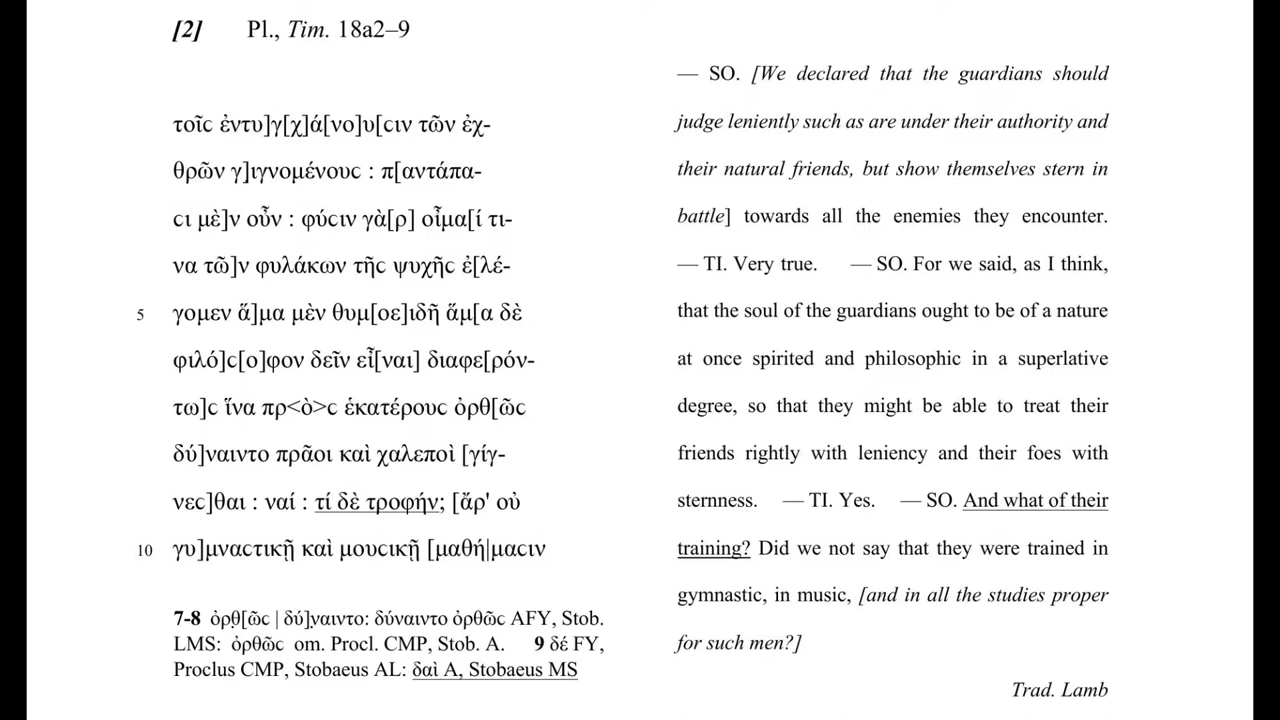 [2] Pl., Tim. 18a2–9
τοῖϲ ἐντυ]γ[χ]ά[νο]υ[ϲιν τῶν ἐχ-
θρῶν γ]ιγνομένουϲ : π[αντάπα-
ϲι μὲ]ν οὖν : φύϲιν γὰ[ρ] οἶμα[ί τι-
να τῶ]ν φυλάκων τῆϲ ψυχῆϲ ἐ[λέ-
5 γομεν ἅ]μα μὲν θυμ[οε]ιδῆ ἅμ[α δὲ
φιλό]ϲ[ο]φον δεῖν εἶ[ναι] διαφε[ρόν-
τω]ϲ ἵνα πρ<ὸ>ϲ ἑκατέρουϲ ὀρθ[ῶϲ
δύ]ναιντο πρᾶοι καὶ χαλεποὶ [γίγ-
νεϲ]θαι : ναί : τί δὲ τροφήν; [ἆρ' οὐ
10 γυ]μναϲτικῇ καὶ μουϲικῇ [μαθή|μαϲιν
7-8 ὀρθ̣[ῶϲ | δύ]ν̣αιντο: δύναιντο ὀρθῶϲ AFY, Stob.
LMS: ὀρθῶϲ om. Procl. CMP, Stob. A. 9 δέ FY,
Proclus CMP, Stobaeus AL: δαὶ A, Stobaeus MS
— SO. [We declared that the guardians should
judge leniently such as are under their authority and
their natural friends, but show themselves stern in
battle] towards all the enemies they encounter.
— TI. Very true. — SO. For we said, as I think,
that the soul of the guardians ought to be of a nature
at once spirited and philosophic in a superlative
degree, so that they might be able to treat their
friends rightly with leniency and their foes with
sternness. — TI. Yes. — SO. And what of their
training? Did we not say that they were trained in
gymnastic, in music, [and in all the studies proper
for such men?]
Trad. Lamb